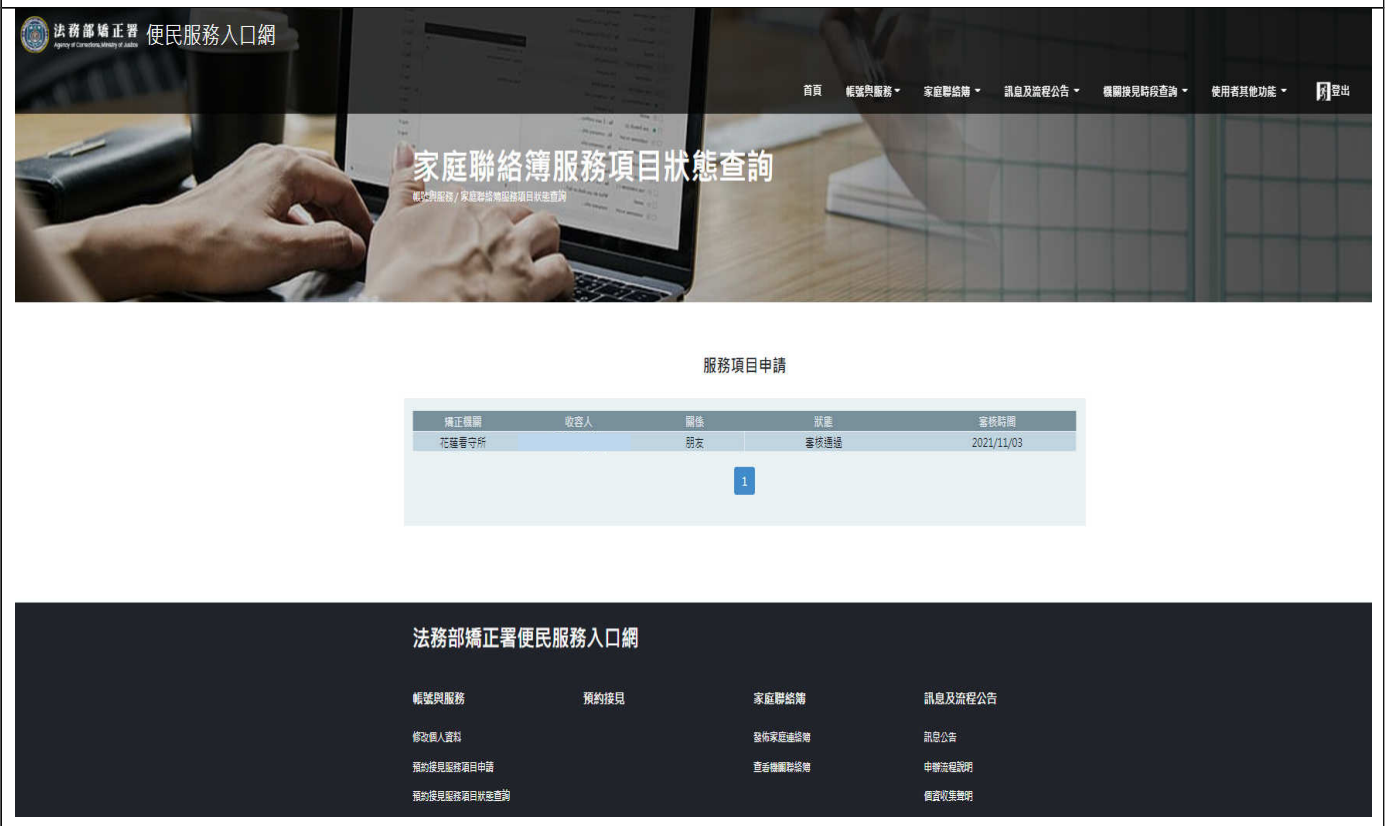 法務部矯正署 便民服務入口網
Agency of Corrections, Ministry of Justice
首頁 帳號與服務 家庭聯絡簿 訊息及流程公告 機關接見時段查詢 使用者其他功能 登出
家庭聯絡簿服務項目狀態查詢
帳號與服務 / 家庭聯絡簿服務項目狀態查詢
服務項目申請
矯正機關 收容人 關係 狀態 審核時間
花蓮看守所 朋友 審核通過 2021/11/03
1
法務部矯正署便民服務入口網
帳號與服務 預約接見 家庭聯絡簿 訊息及流程公告
修改個人資料 發佈家庭連絡簿 訊息公告
預約接見服務項目申請 查看機關聯絡簿 申辦流程說明
預約接見服務項目狀態查詢 個資收集聲明